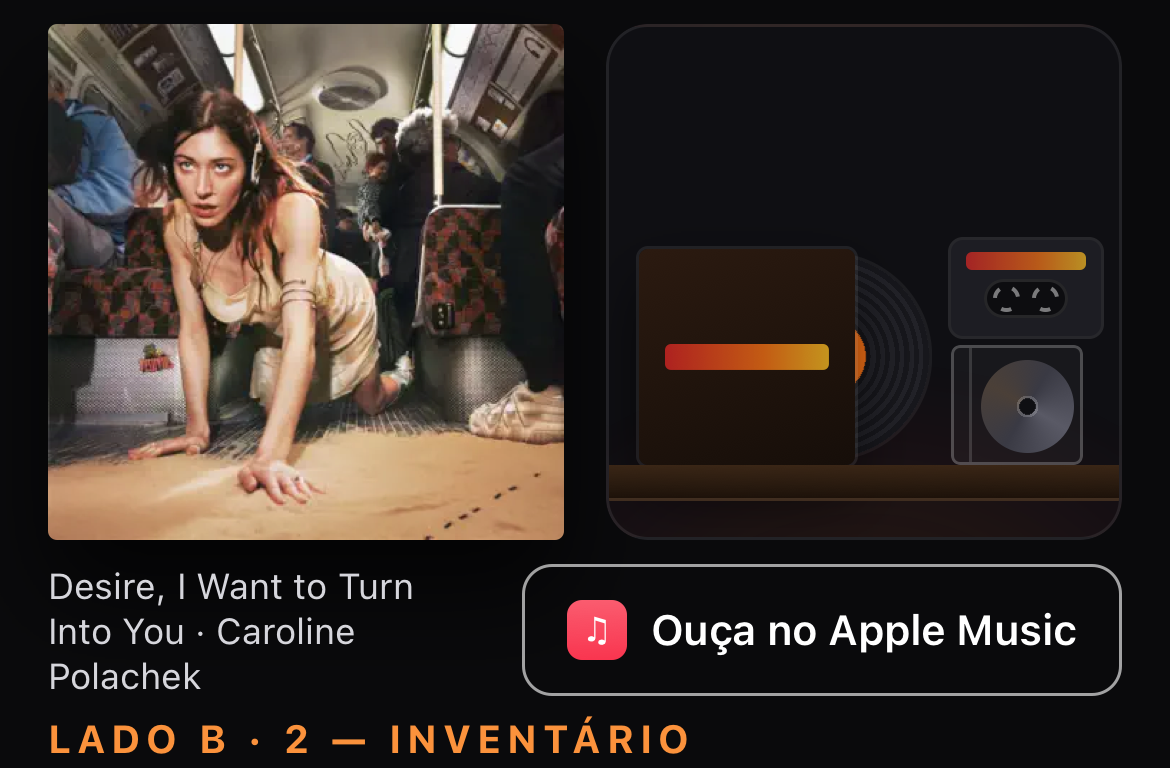 Desire, I Want to Turn
Into You · Caroline
Polachek
Ouça no Apple Music
LADO B · 2 — INVENTÁRIO